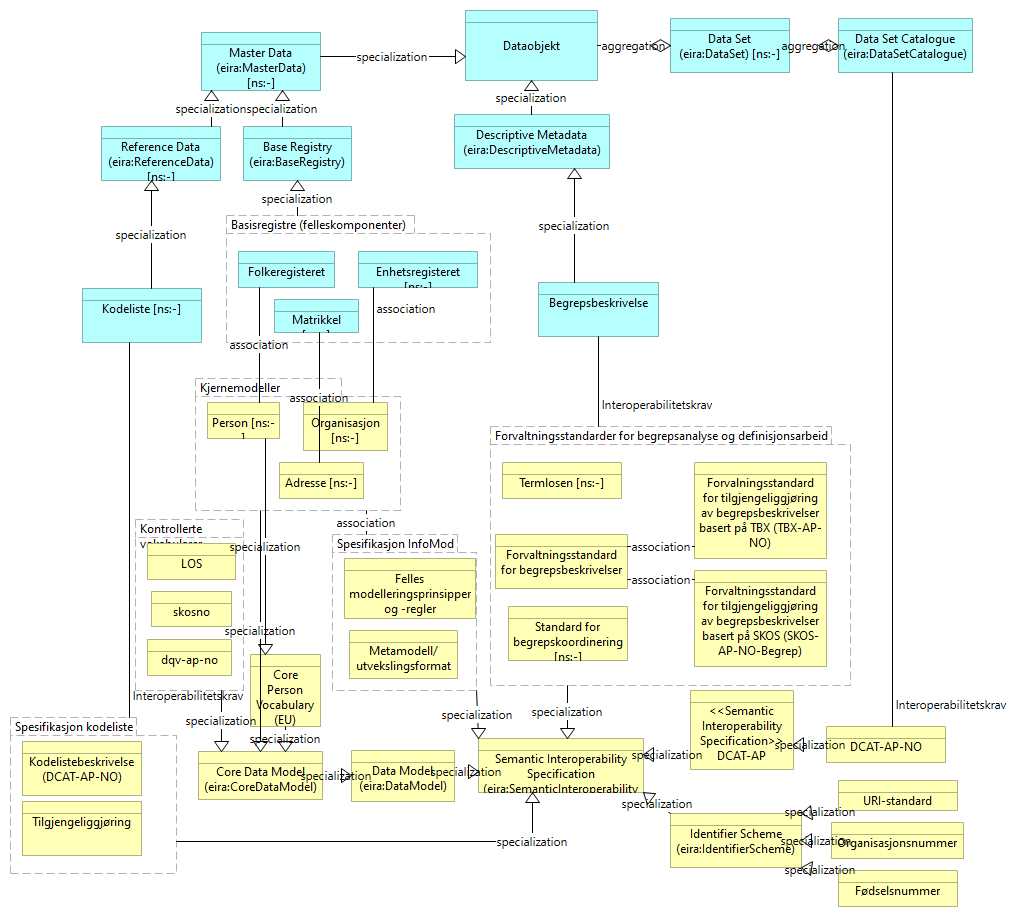 Master Data
(eira:MasterData)
[ns:-]
specialization
Dataobjekt
aggregation
Data Set
(eira:DataSet) [ns:-]
aggregation
Data Set Catalogue
(eira:DataSetCatalogue)
specialization
specialization
specialization
Reference Data
(eira:ReferenceData)
[ns:-]
Base Registry
(eira:BaseRegistry)
Descriptive Metadata
(eira:DescriptiveMetadata)
specialization
specialization
specialization
Basisregistre (felleskomponenter)
Folkeregisteret
Enhetsregisteret
[ns:-]
Matrikkel
association
association
Kodeliste [ns:-]
Begrepsbeskrivelse
Kjernemodeller
association
Person [ns:-
]
Organisasjon
[ns:-]
Adresse [ns:-]
Interoperabilitetskrav
Forvaltningsstandarder for begrepsanalyse og definisjonsarbeid
Termlosen [ns:-]
Forvalningsstandard
for tilgjengeliggjøring
av begrepsbeskrivelser
basert på TBX (TBX-AP-
NO)
association
Forvaltningsstandard
for begrepsbeskrivelser
association
Forvaltningsstandard
for tilgjengeliggjøring
av begrepsbeskrivelser
basert på SKOS (SKOS-
AP-NO-Begrep)
Standard for
begrepskoordinering
[ns:-]
association
Kontrollerte
vokabularer
LOS
skosno
dqv-ap-no
specialization
specialization
Spesifikasjon InfoMod
Felles
modelleringsprinsipper
og -regler
Metamodell/
utvekslingsformat
Core
Person
Vocabulary
(EU)
Interoperabilitetskrav
specialization
specialization
specialization
specialization
Spesifikasjon kodeliste
Kodelistebeskrivelse
(DCAT-AP-NO)
Tilgjengeliggjøring
Core Data Model
(eira:CoreDataModel)
specialization
Data Model
(eira:DataModel)
specialization
Semantic Interoperability
Specification
(eira:SemanticInteroperability
specialization
<<Semantic
Interoperability
Specification>>
DCAT-AP
specialization
DCAT-AP-NO
Interoperabilitetskrav
specialization
specialization
Identifier Scheme
(eira:IdentifierScheme)
specialization
URI-standard
specialization
Organisasjonsnummer
specialization
Fødselsnummer